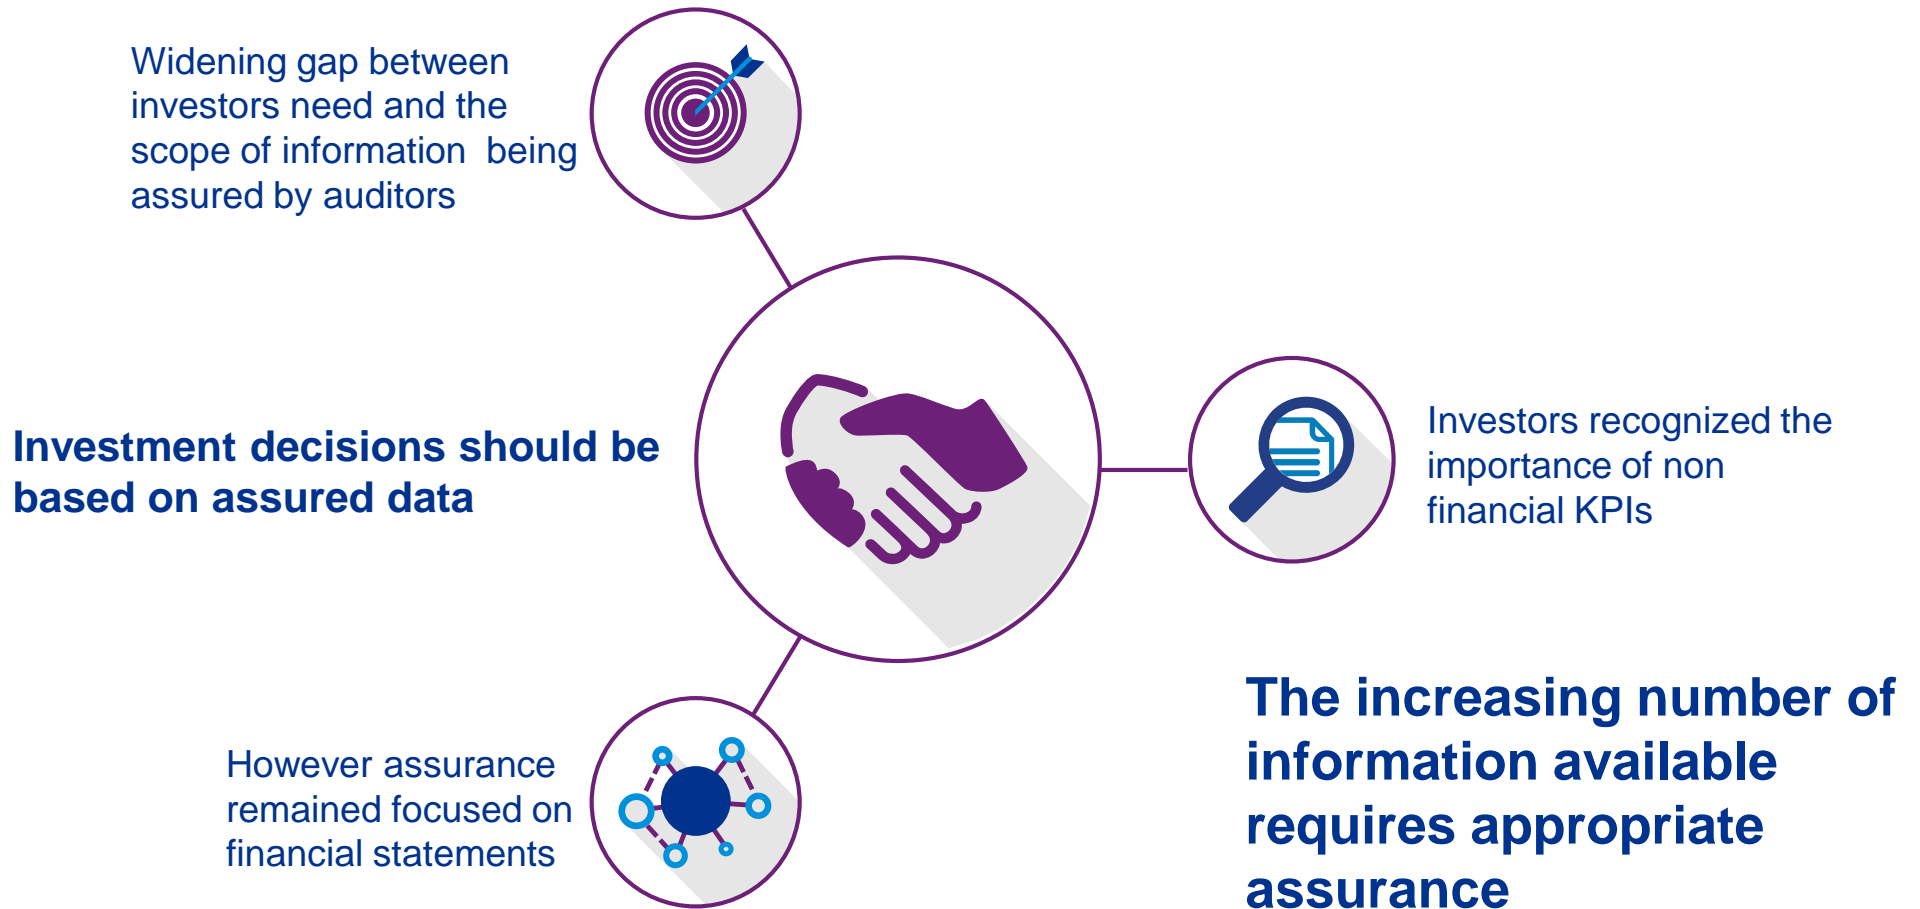 Widening gap between
investors need and the
scope of information  being
assured by auditors
Investment decisions should be
based on assured data
Investors recognized the
importance of non
financial KPIs
However assurance
remained focused on
financial statements
The increasing number of
information available
requires appropriate
assurance